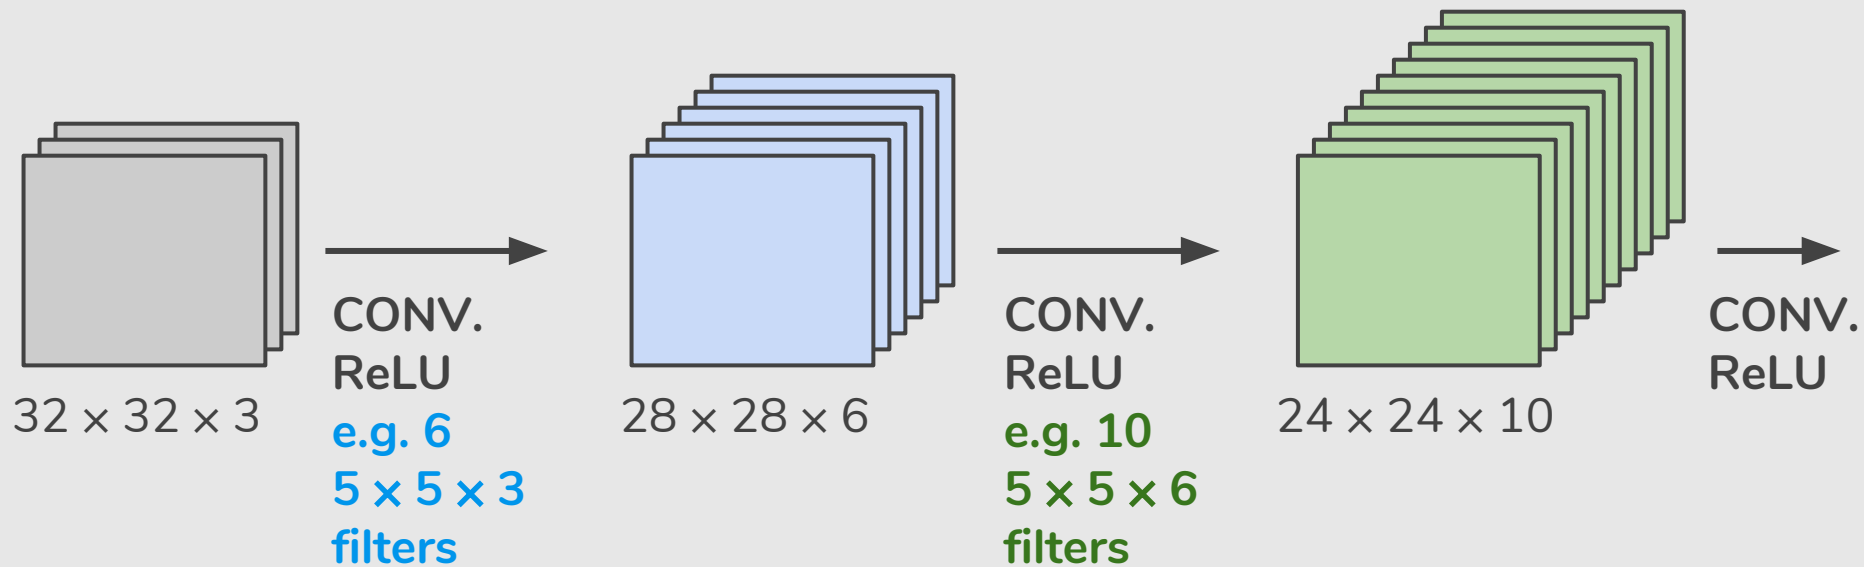 32 × 32 × 3
CONV.
ReLU
e.g. 6
5 × 5 × 3
filters
28 × 28 × 6
CONV.
ReLU
e.g. 10
5 × 5 × 6
filters
24 × 24 × 10
CONV.
ReLU